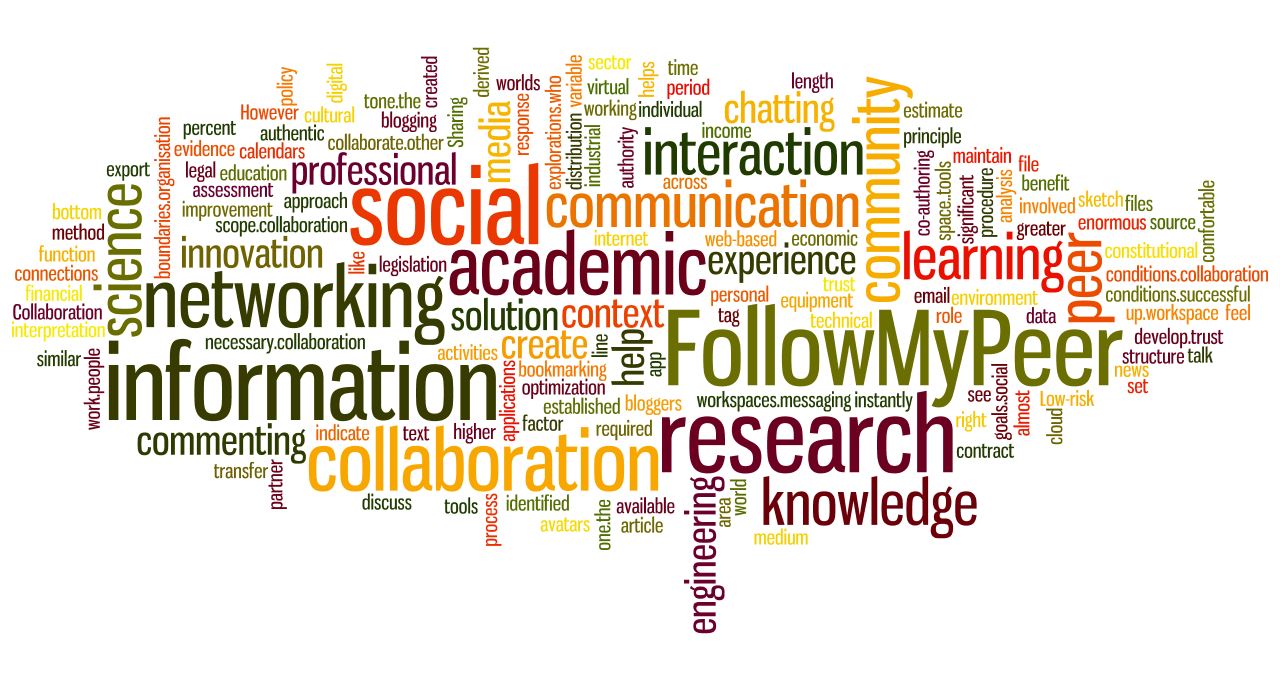 policy
digital
created
derived
worlds
variable
sector
virtual
helps
time
period
length
However
cultural
tone.the
blogging
Sharing
media
response
explorations.who
distribution
working
individual
chatting
community
estimate
percent
authentic
collaborate.other
industrial
authority
income
interaction
principle
evidence
calendars
boundaries.organisation
export
legal
education
professional
across
co-authoring
space..tools
maintain
significant
procedure
analysis
file
benefit
assessment
approach
social
communication
involved
sketch
files
comfortable
bottom
science
improvement
scope.collaboration
greater
enormous
source
method
innovation
like
legislation
academic
internet
web-based
economic
experience
learning
peer
constitutional
function
connections
conditions.collaboration
financial
networking
solution
context
personal
trust
equipment
email
environment
conditions.successful
Collaboration
interpretation
tag
technical
role
data
up.workspace
feel
similar
necessary.collaboration
activities
create
line
help
app
FollowMyPeer
develop.trust
structure
talk
work.people
information
bookmarking
optimization
applications
news
set
established
bloggers
workspaces.messaging
instantly
see
goals.social
almost
Low-risk
cloud
commenting
indicate
text
higher
factor
required
research
right
contract
transfer
partner
collaboration
discuss
tools
process
identified
avatars
one.the
available
article
engineering
area
world
knowledge
medium